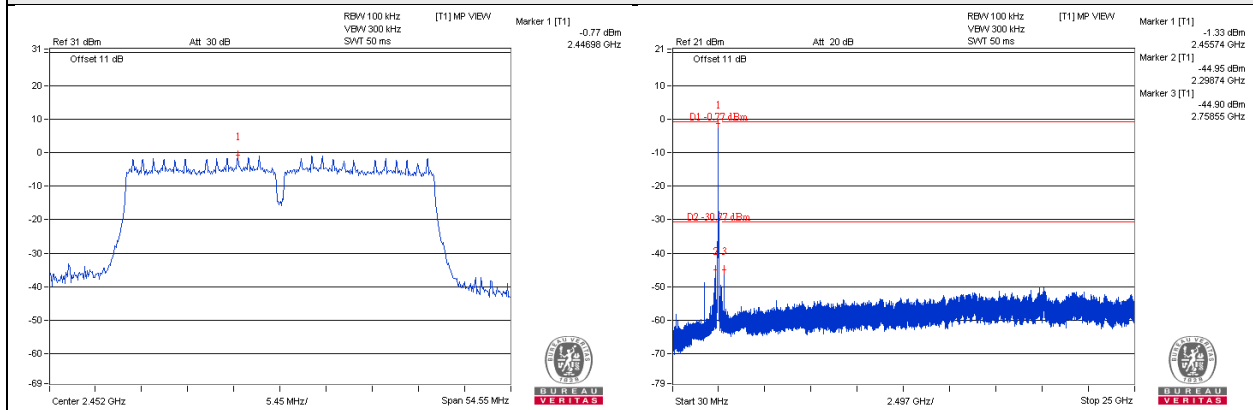 RBW 100 kHz [T1] MP VIEW
VBW 300 kHz
Ref 31 dBm Att 30 dB SWT 50 ms
Marker 1 [T1]
-0.77 dBm
2.44698 GHz
31
Offset 11 dB
20
10
1
0
-10
-20
-30
-40
-50
-60
-69
Center 2.452 GHz 5.45 MHz/ Span 54.55 MHz
BUREAU VERITAS
1828
BUREAU
VERITAS
RBW 100 kHz [T1] MP VIEW
VBW 300 kHz
Ref 21 dBm Att 20 dB SWT 50 ms
Marker 1 [T1]
-1.33 dBm
2.45574 GHz
Marker 2 [T1]
-44.95 dBm
2.29874 GHz
Marker 3 [T1]
-44.90 dBm
2.75855 GHz
21
Offset 11 dB
10
1
0
D1 -0.77 dBm
-10
-20
-30
D2 -30.77 dBm
-40
2 3
-50
-60
-70
-79
Start 30 MHz 2.497 GHz/ Stop 25 GHz
BUREAU VERITAS
1828
BUREAU
VERITAS